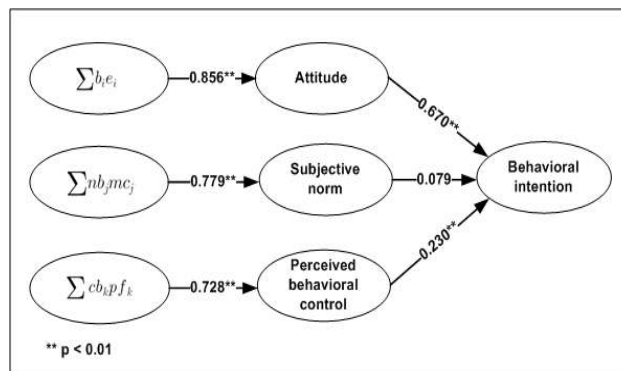 ∑bᵢeᵢ
0.856**
Attitude
0.670**
∑nbⱼmcⱼ
0.779**
Subjective
norm
0.079
Behavioral
intention
∑cbₖpfₖ
0.728**
Perceived
behavioral
control
0.230**
** p < 0.01